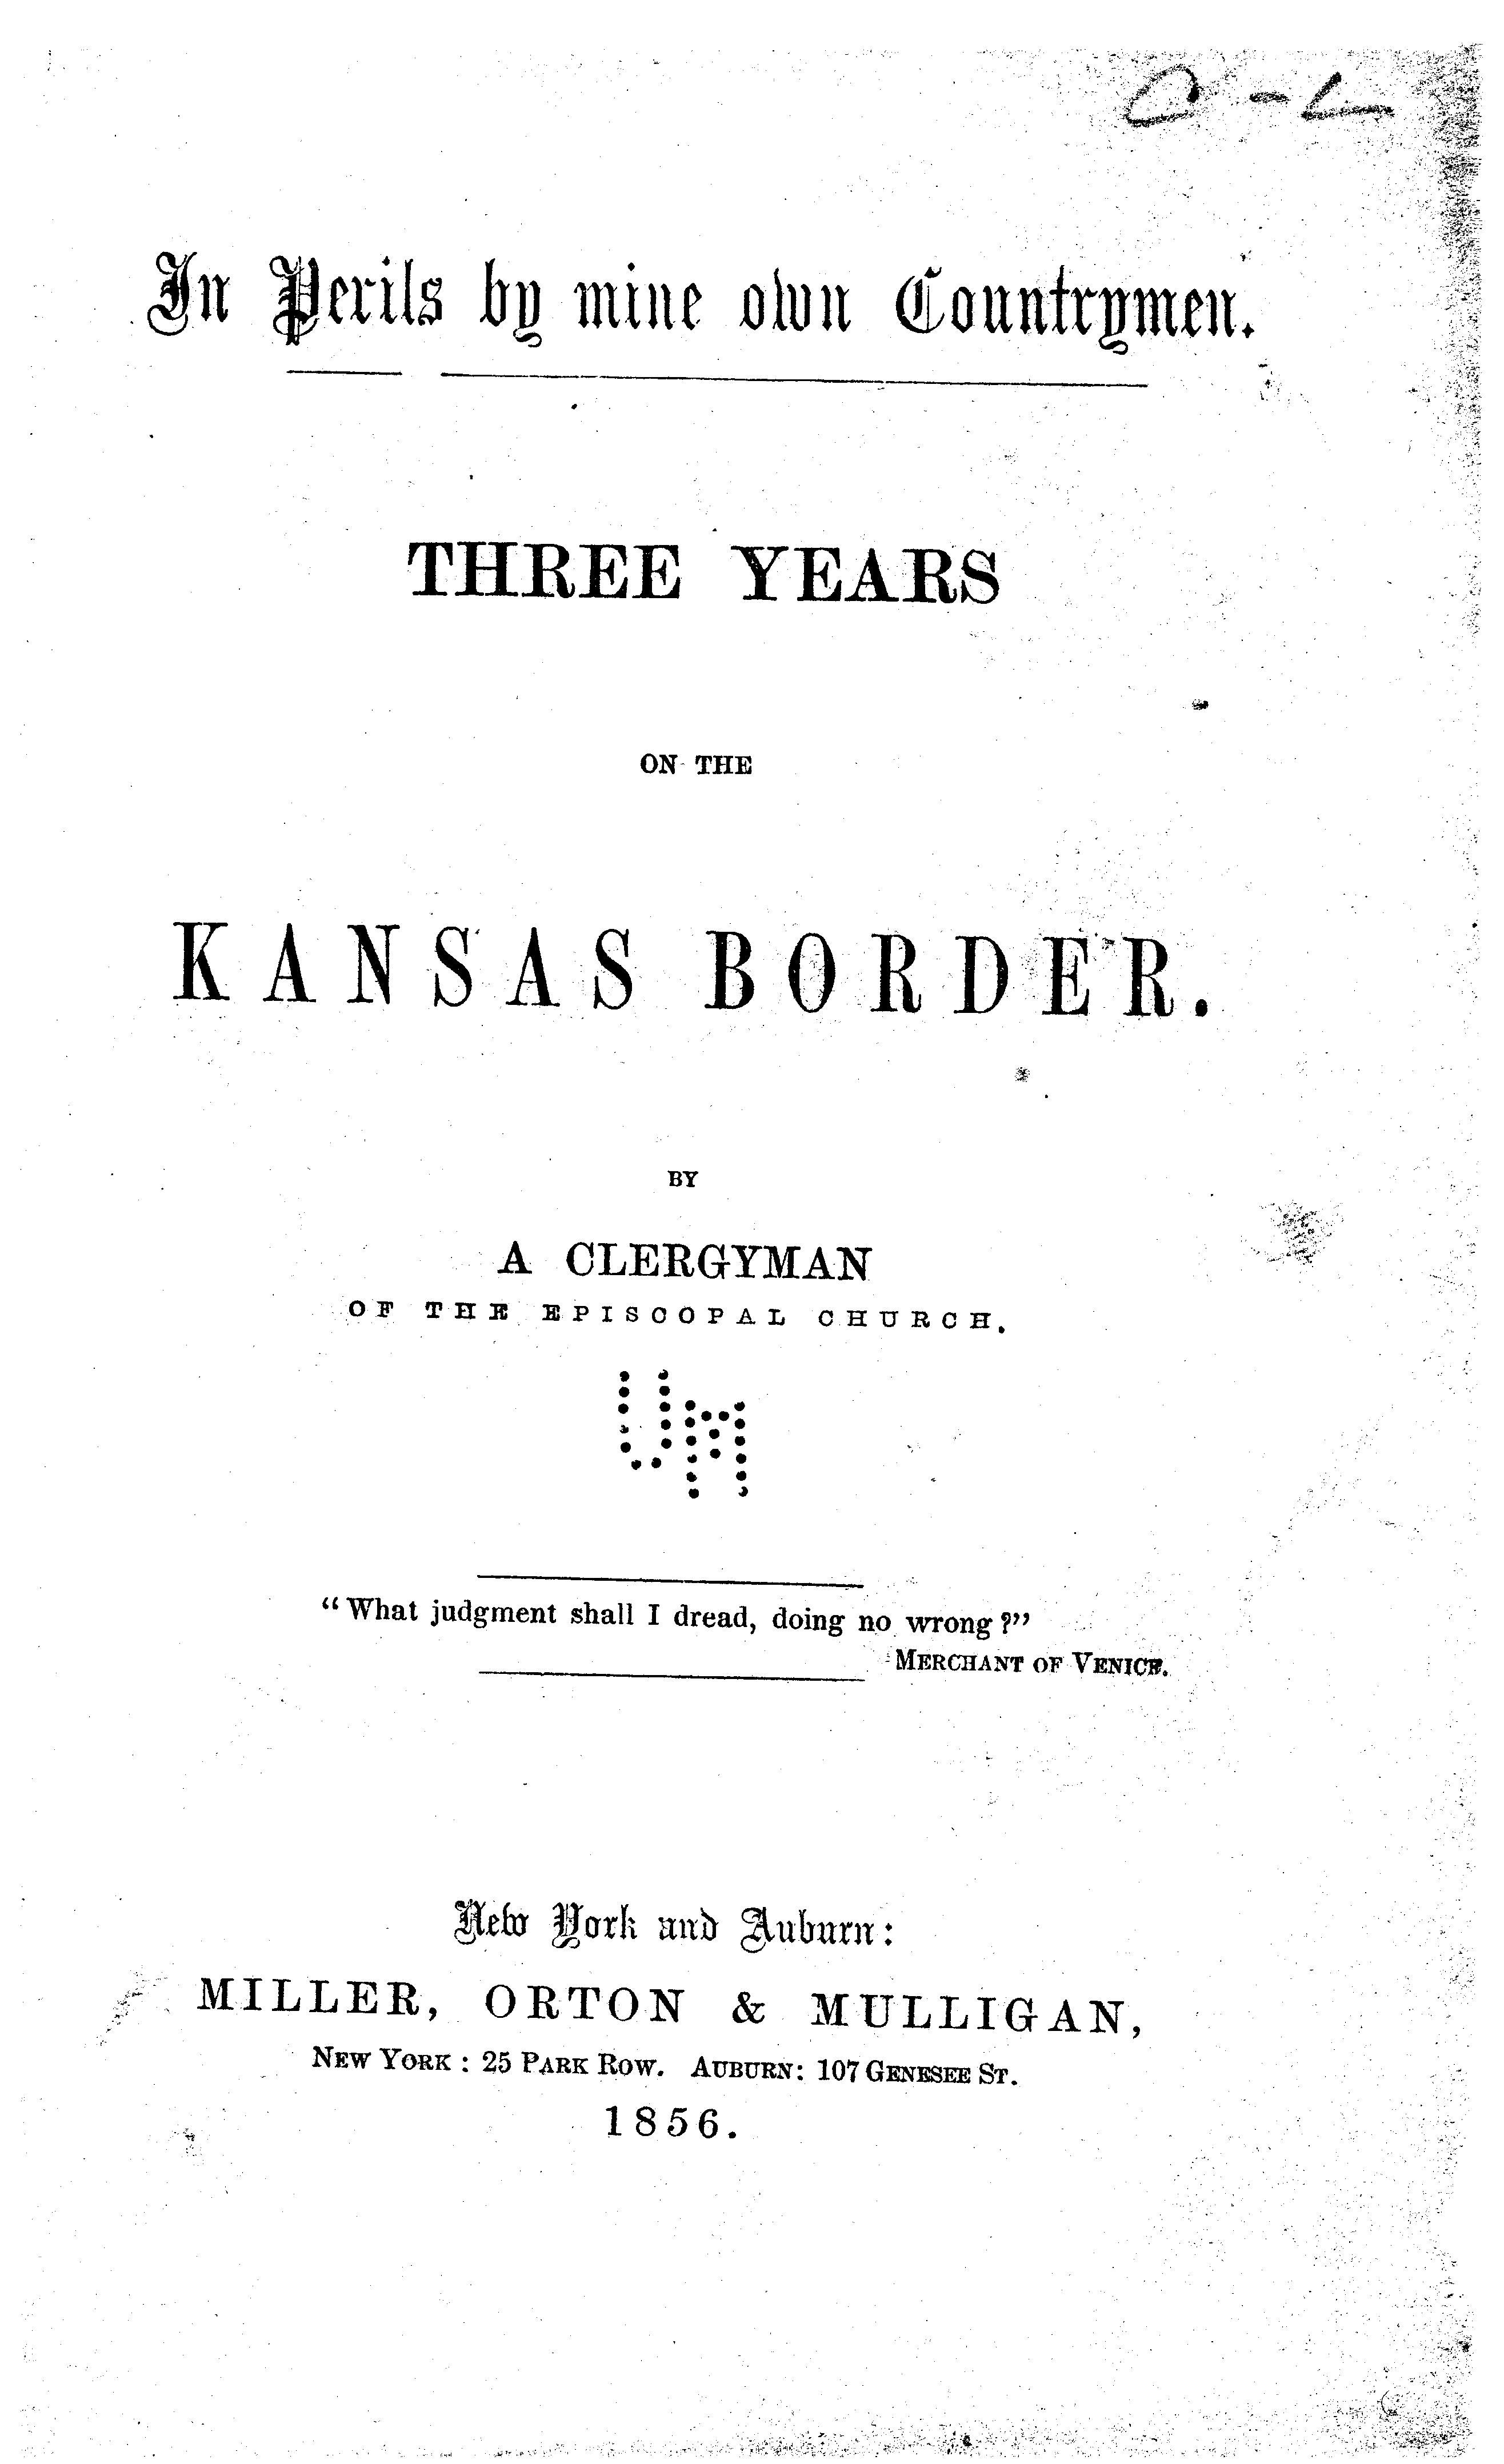 In Perils by mine own Countrymen.
THREE YEARS
ON THE
KANSAS BORDER.
BY
A CLERGYMAN
OF THE EPISCOPAL CHURCH.
UM
"What judgment shall I dread, doing no wrong?"
MERCHANT OF VENICE.
New York and Auburn:
MILLER, ORTON & MULLIGAN,
NEW YORK: 25 PARK ROW. AUBURN: 107 GENESEE ST.
1856.